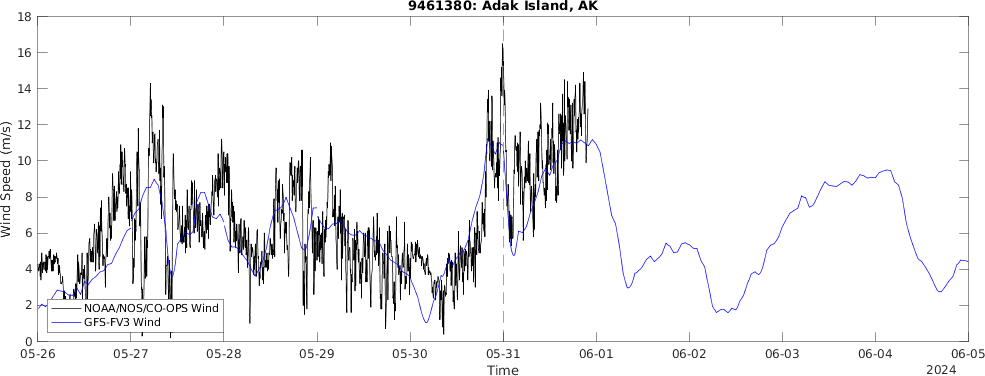 9461380: Adak Island, AK
18
16
14
12
10
8
6
4
2
0
Wind Speed (m/s)
NOAA/NOS/CO-OPS Wind
GFS-FV3 Wind
05-26 05-27 05-28 05-29 05-30 05-31 06-01 06-02 06-03 06-04 06-05
Time
2024